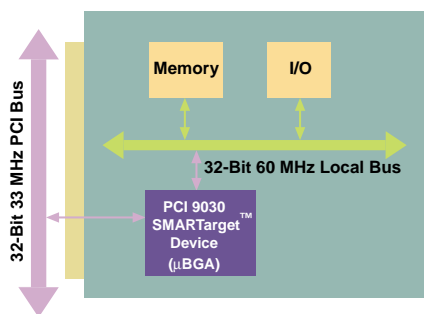 Memory
I/O
32-Bit 33 MHz PCI Bus
32-Bit 60 MHz Local Bus
PCI 9030
SMARTarget™
Device
(µBGA)